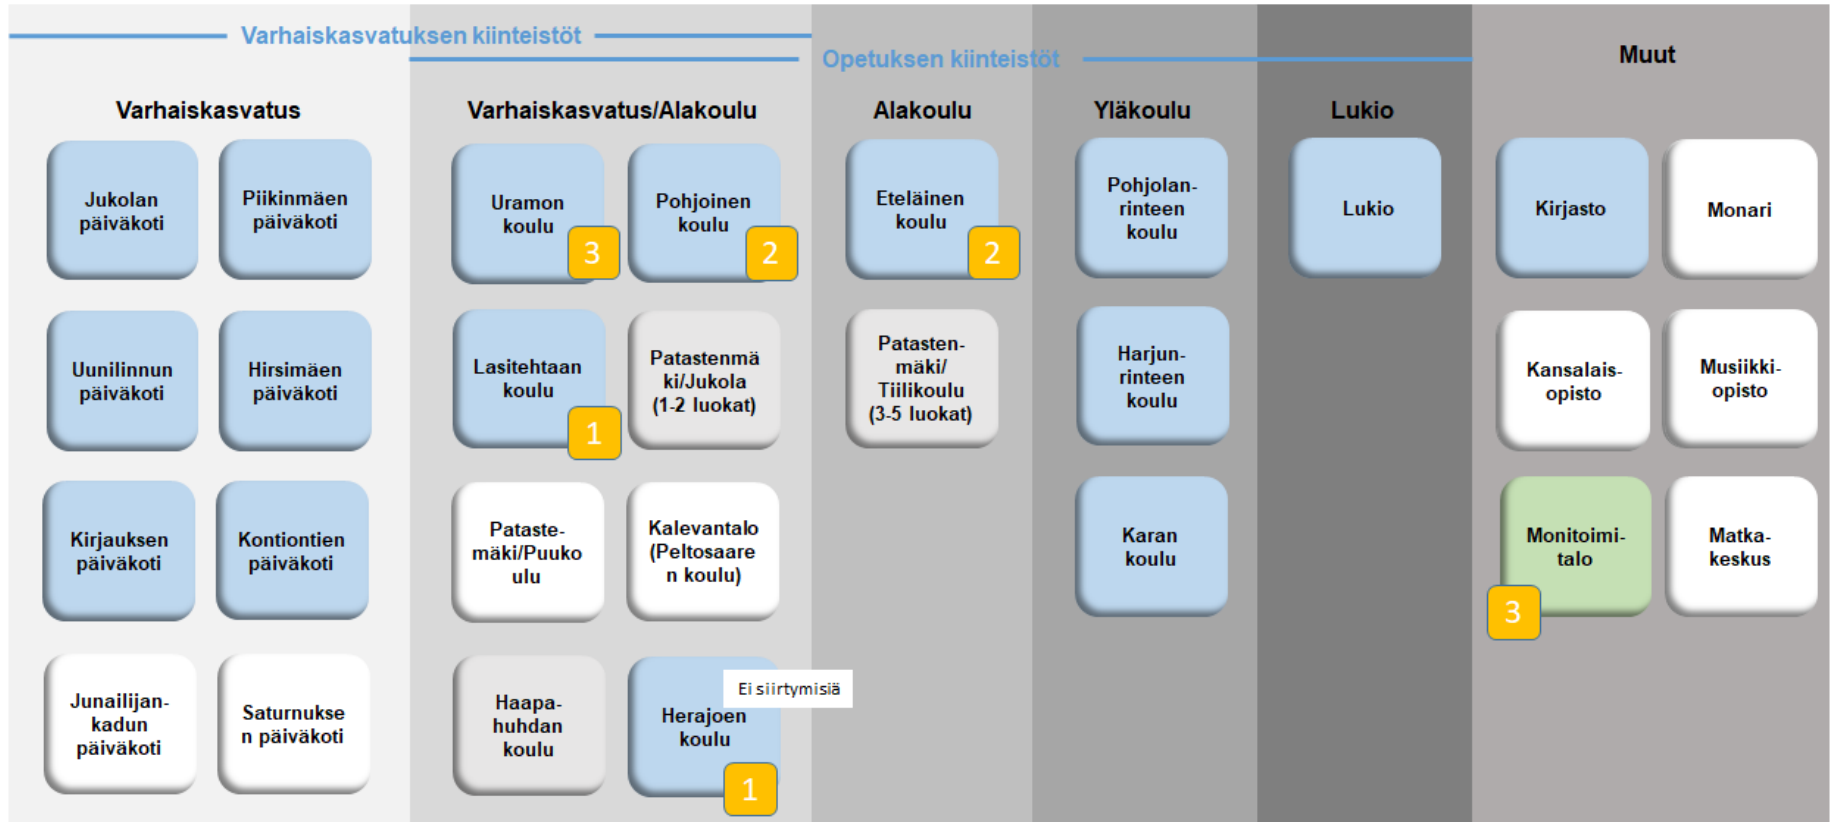 Varhaiskasvatuksen kiinteistöt
Opetuksen kiinteistöt
Muut
Varhaiskasvatus
Jukolan
päiväkoti
Piikinmäen
päiväkoti
Uunilinnun
päiväkoti
Hirsimäen
päiväkoti
Kirjauksen
päiväkoti
Kontiontien
päiväkoti
Junailijan-
kadun
päiväkoti
Saturnukse
n päiväkoti
Varhaiskasvatus/Alakoulu
Uramon
koulu
3
Pohjoinen
koulu
2
Lasitehtaan
koulu
1
Patastenmä
ki/Jukola
(1-2 luokat)
Pataste-
mäki/Puuko
ulu
Kalevantalo
(Peltosaare
n koulu)
Haapa-
huhdan
koulu
Herajoen
koulu
Ei siirtymisiä
1
Alakoulu
Eteläinen
koulu
2
Patasten-
mäki/
Tiilikoulu
(3-5 luokat)
Yläkoulu
Pohjolan-
rinteen
koulu
Harjun-
rinteen
koulu
Karan
koulu
Lukio
Lukio
Kirjasto
Monari
Kansalais-
opisto
Musiikki-
opisto
Monitoimi-
talo
3
Matka-
keskus